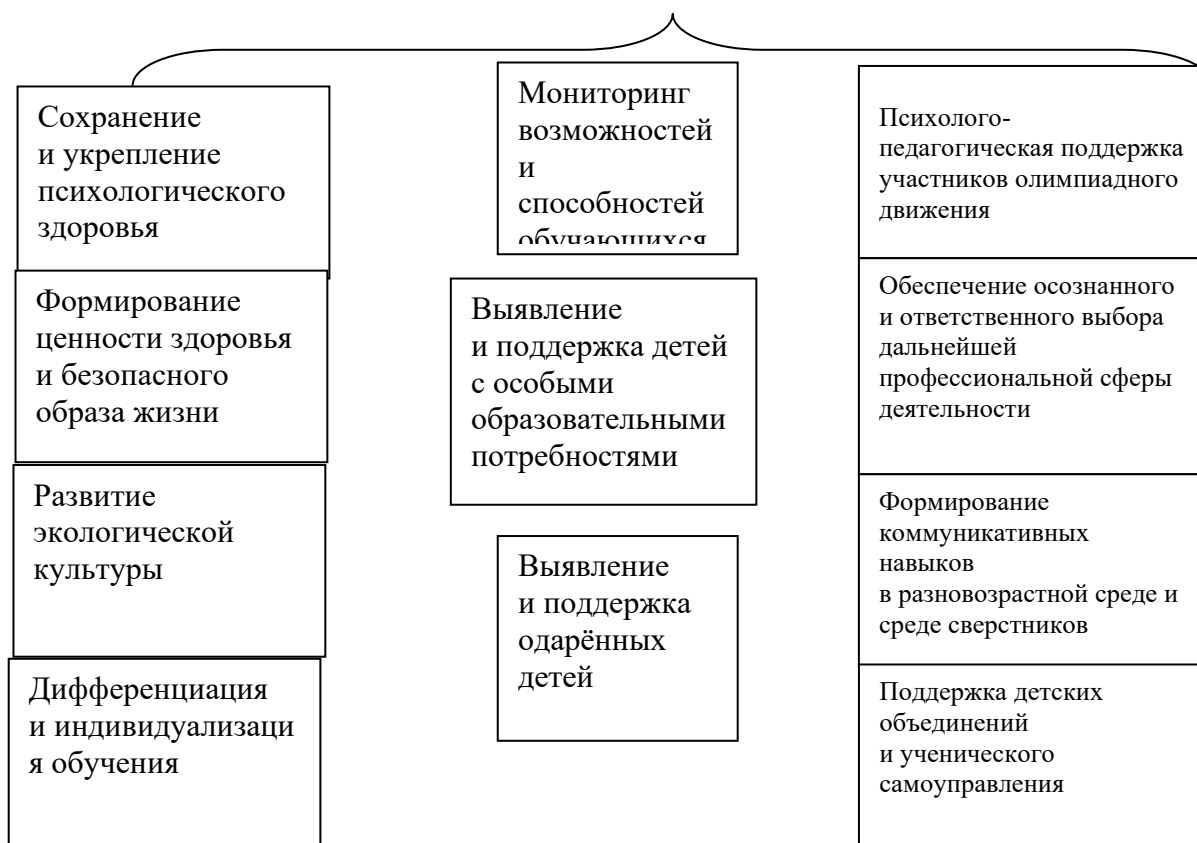 Сохранение
и укрепление
психологического
здоровья
Формирование
ценности здоровья
и безопасного
образа жизни
Развитие
экологической
культуры
Дифференциация
и индивидуализаци
я обучения
Мониторинг
возможностей
и
способностей
обучающихся
Выявление
и поддержка детей
с особыми
образовательными
потребностями
Выявление
и поддержка
одарённых
детей
Психолого-
педагогическая поддержка
участников олимпиадного
движения
Обеспечение осознанного
и ответственного выбора
дальнейшей
профессиональной сферы
деятельности
Формирование
коммуникативных
навыков
в разновозрастной среде и
среде сверстников
Поддержка детских
объединений
и ученического
самоуправления